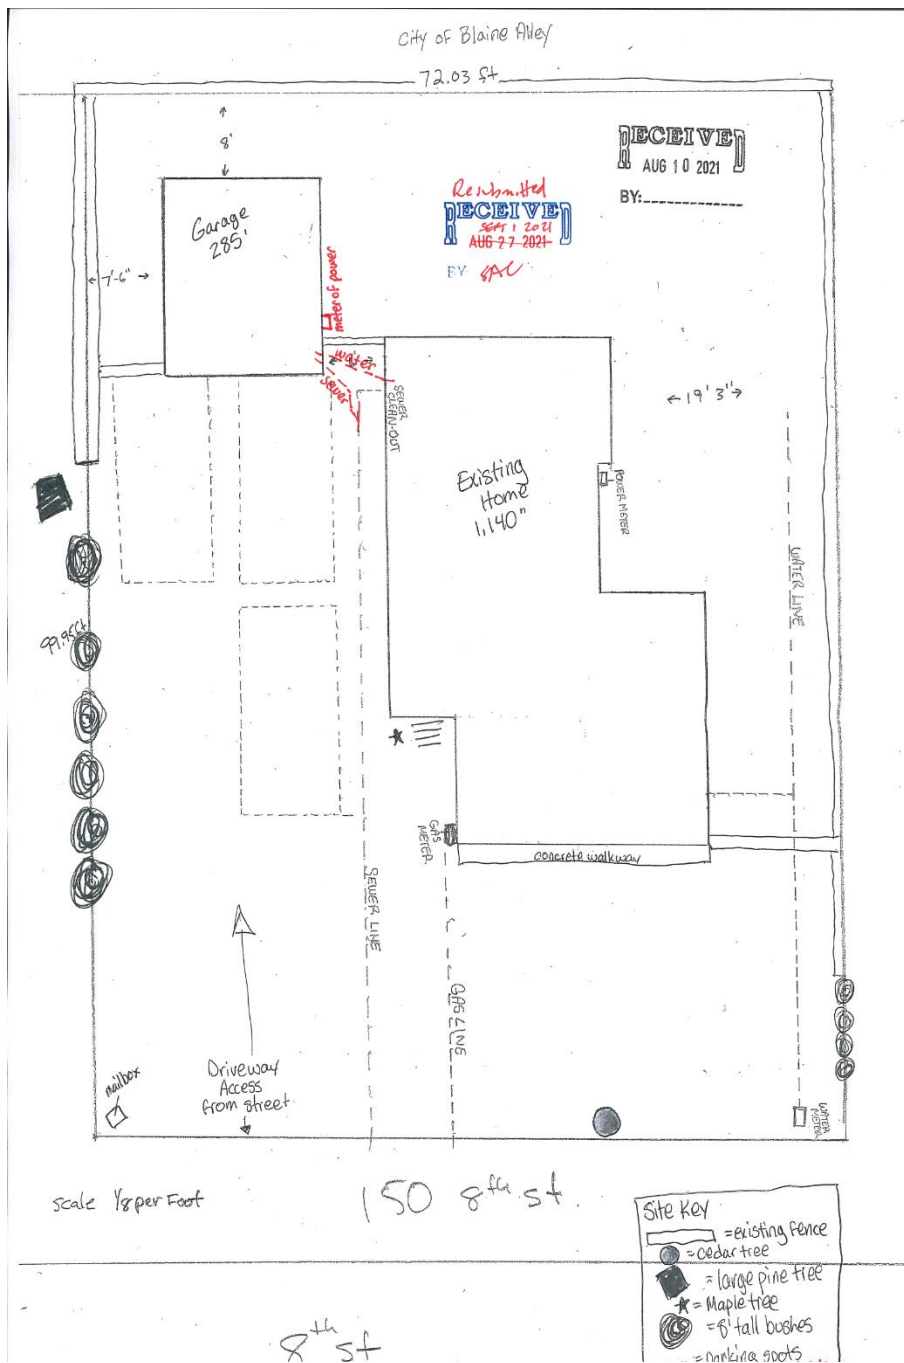 City of Blaine Alley
72.03 ft
8'
RECEIVED
AUG 10 2021
BY:
Resubmitted
RECEIVED
SEPT 1 2021
AUG 27 2021
BY SAC
Garage
285'
7'-6"
meter of power
water
sewer
SEWER
CLEAN-OUT
19' 3"
Existing
Home
1,140"
POWER METER
WATER LINE
99.95ft
GAS
METER
concrete walkway
SEWER LINE
GAS LINE
Driveway
Access
from street
mailbox
WATER
METER
scale 1/8 per Foot
150 8th st.
Site Key
= existing fence
= cedar tree
= large pine tree
= Maple tree
= 8' tall bushes
= parking spots
8th st